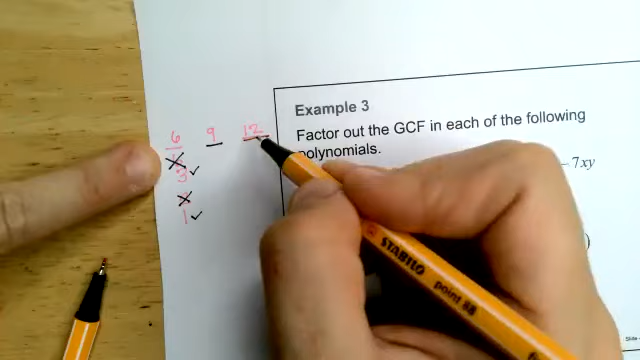 6 9 12
3
1
Example 3
Factor out the GCF in each of the following
polynomials.
– 7xy
)
STABILO
point 88
Slide